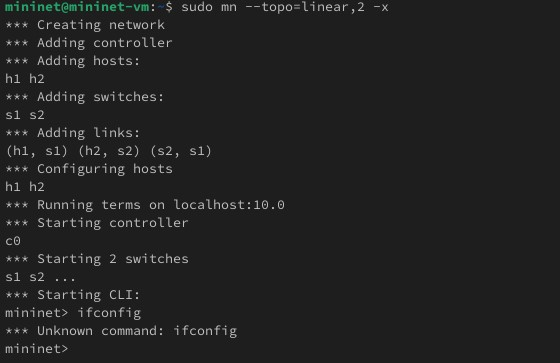 mininet@mininet-vm:~$ sudo mn --topo=linear,2 -x
*** Creating network
*** Adding controller
*** Adding hosts:
h1 h2
*** Adding switches:
s1 s2
*** Adding links:
(h1, s1) (h2, s2) (s2, s1)
*** Configuring hosts
h1 h2
*** Running terms on localhost:10.0
*** Starting controller
c0
*** Starting 2 switches
s1 s2 ...
*** Starting CLI:
mininet> ifconfig
*** Unknown command: ifconfig
mininet>